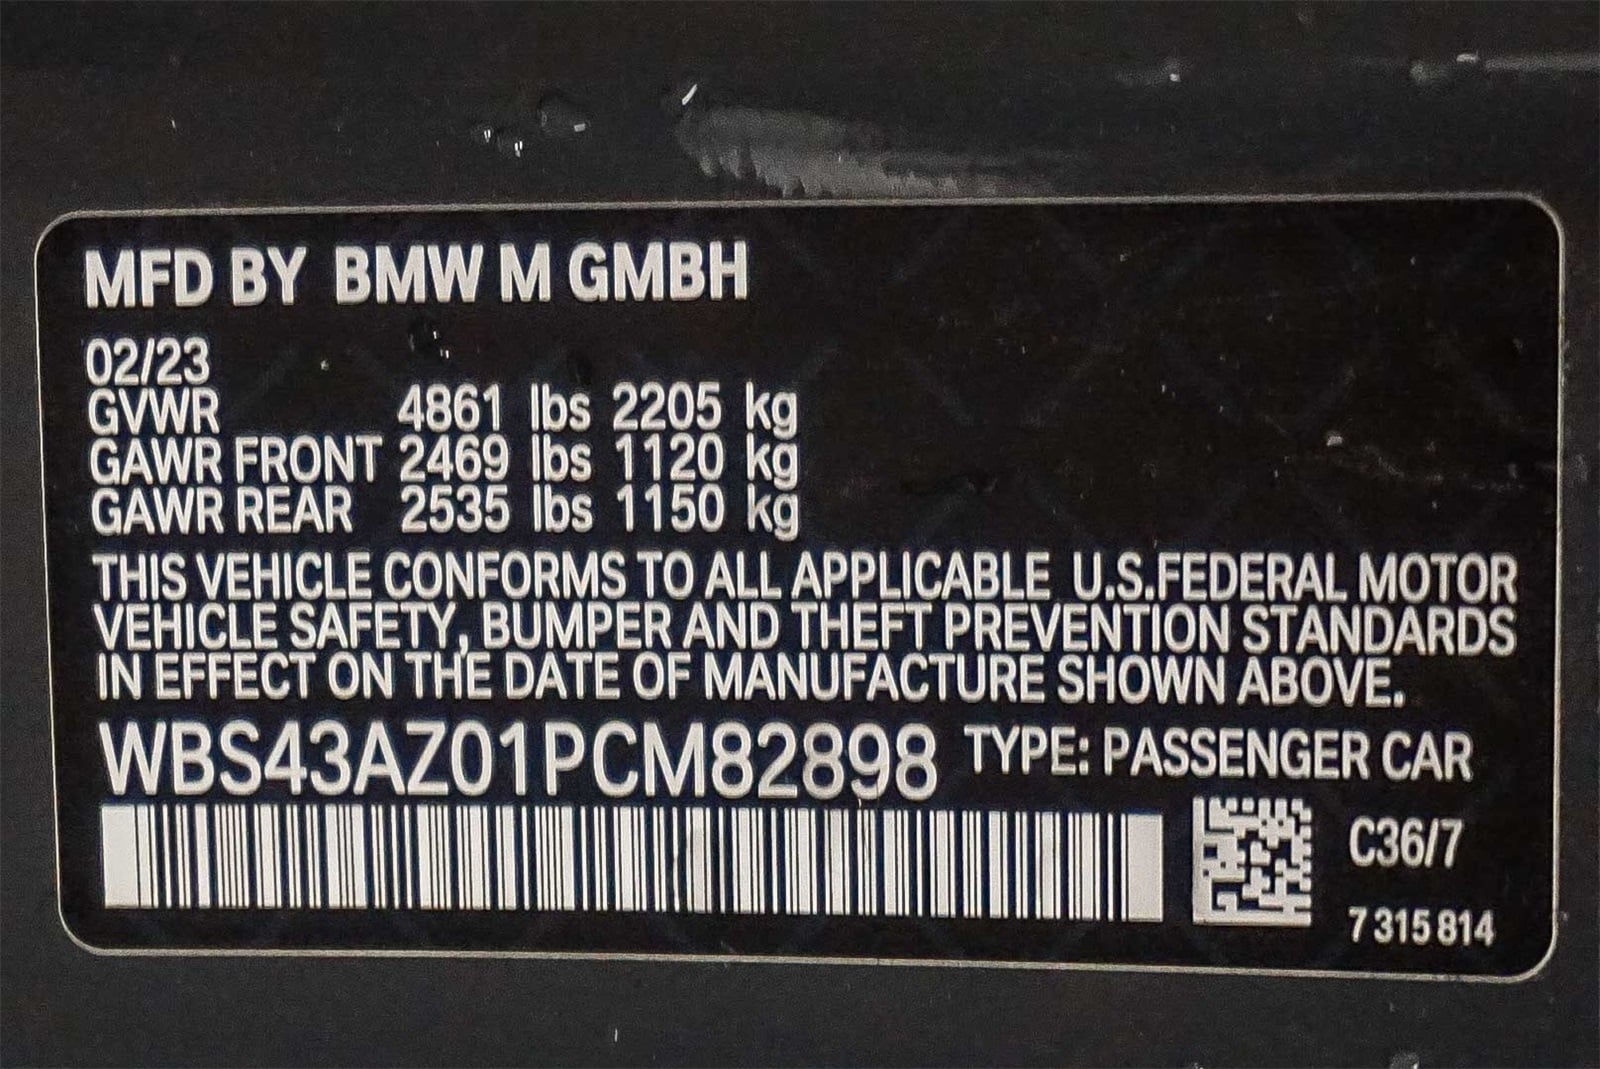 MFD BY BMW M GMBH
02/23
GVWR 4861 lbs 2205 kg
GAWR FRONT 2469 lbs 1120 kg
GAWR REAR 2535 lbs 1150 kg
THIS VEHICLE CONFORMS TO ALL APPLICABLE U.S.FEDERAL MOTOR
VEHICLE SAFETY, BUMPER AND THEFT PREVENTION STANDARDS
IN EFFECT ON THE DATE OF MANUFACTURE SHOWN ABOVE.
WBS43AZ01PCM82898 TYPE: PASSENGER CAR
C36/7
7 315 814